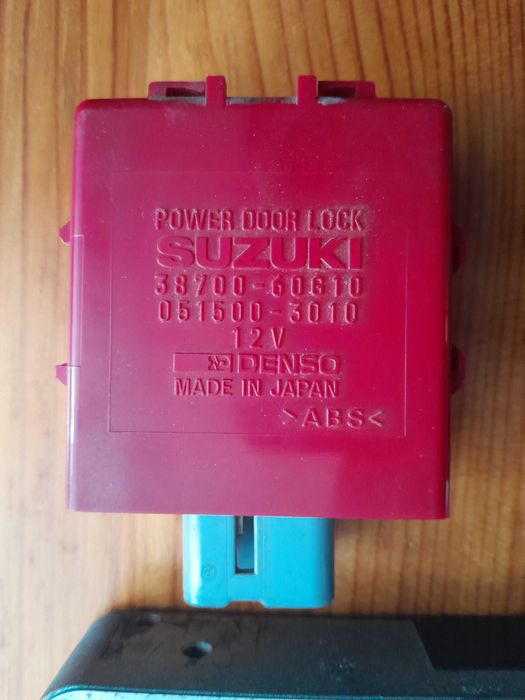 POWER DOOR LOCK
SUZUKI
38700-60G10
051500-3010
12V
DENSO
MADE IN JAPAN
>ABS<